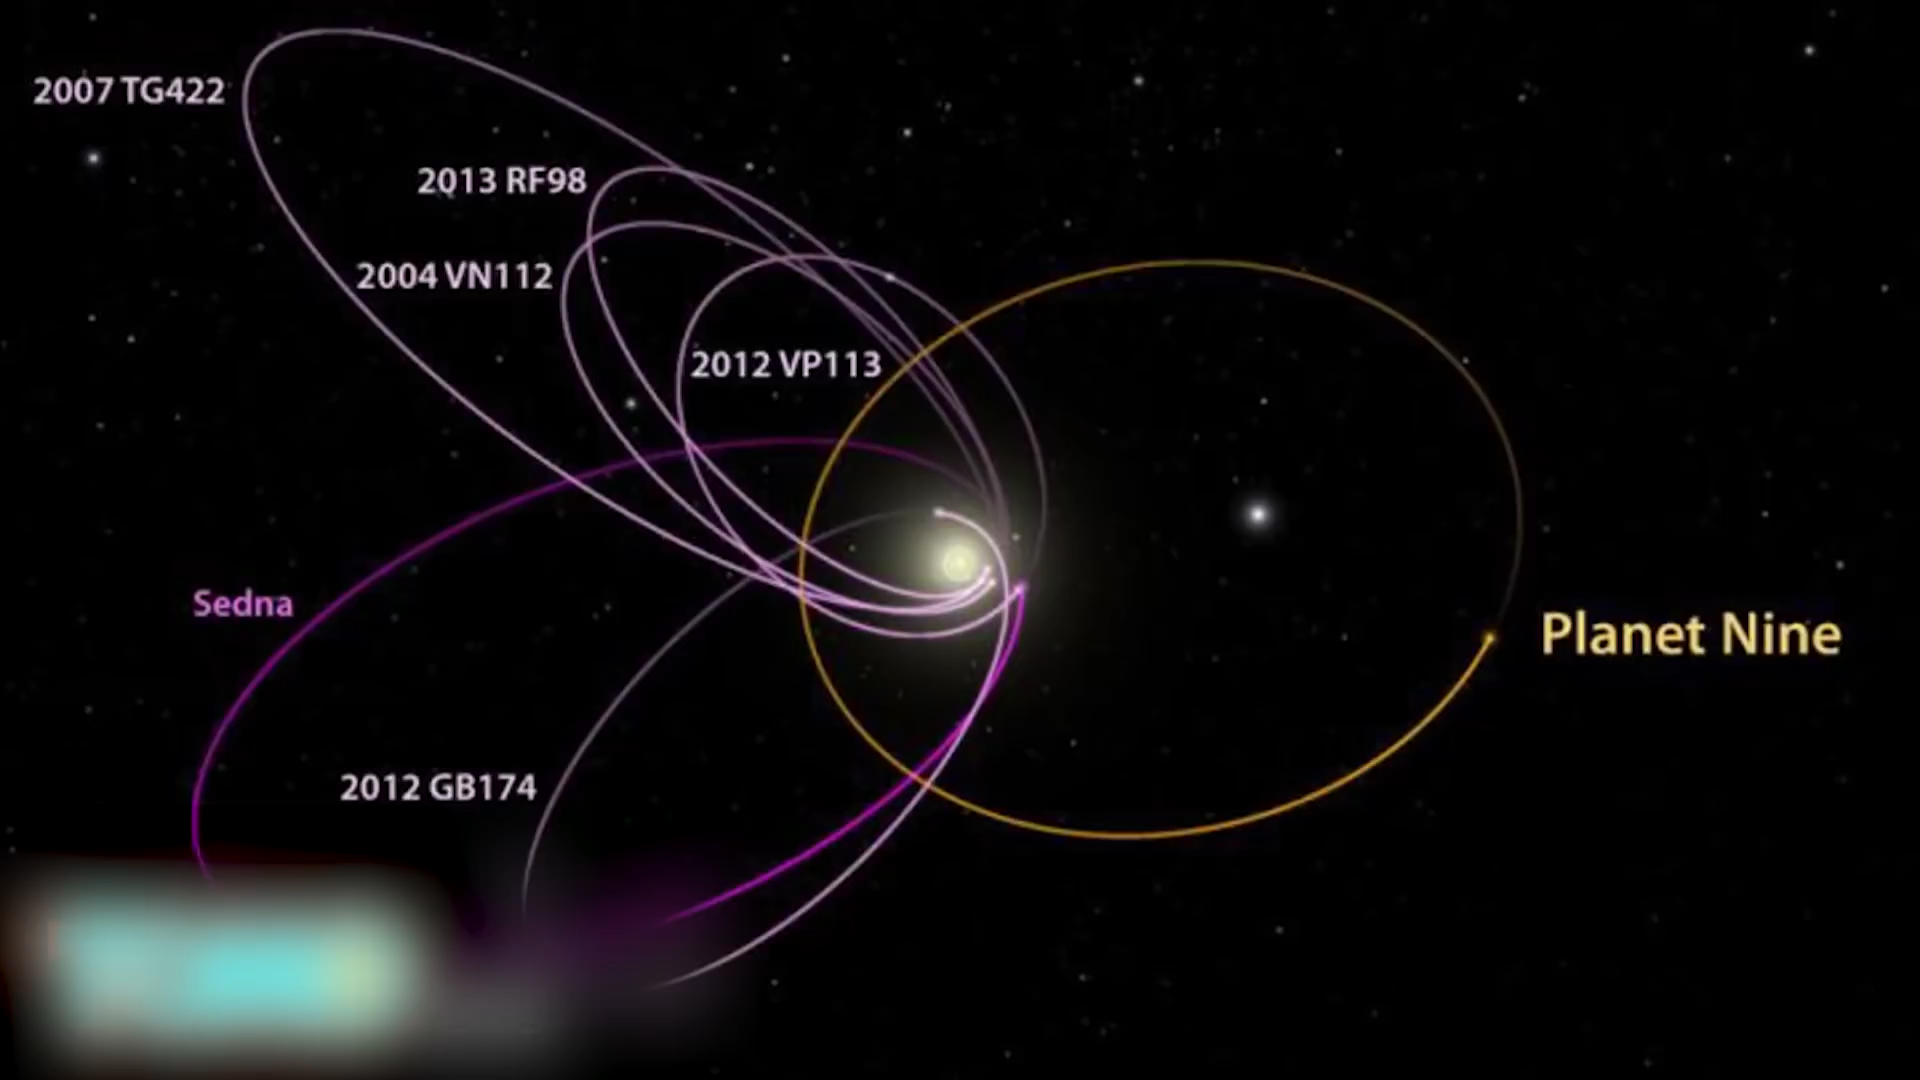 2007 TG422
2013 RF98
2004 VN112
2012 VP113
Sedna
Planet Nine
2012 GB174